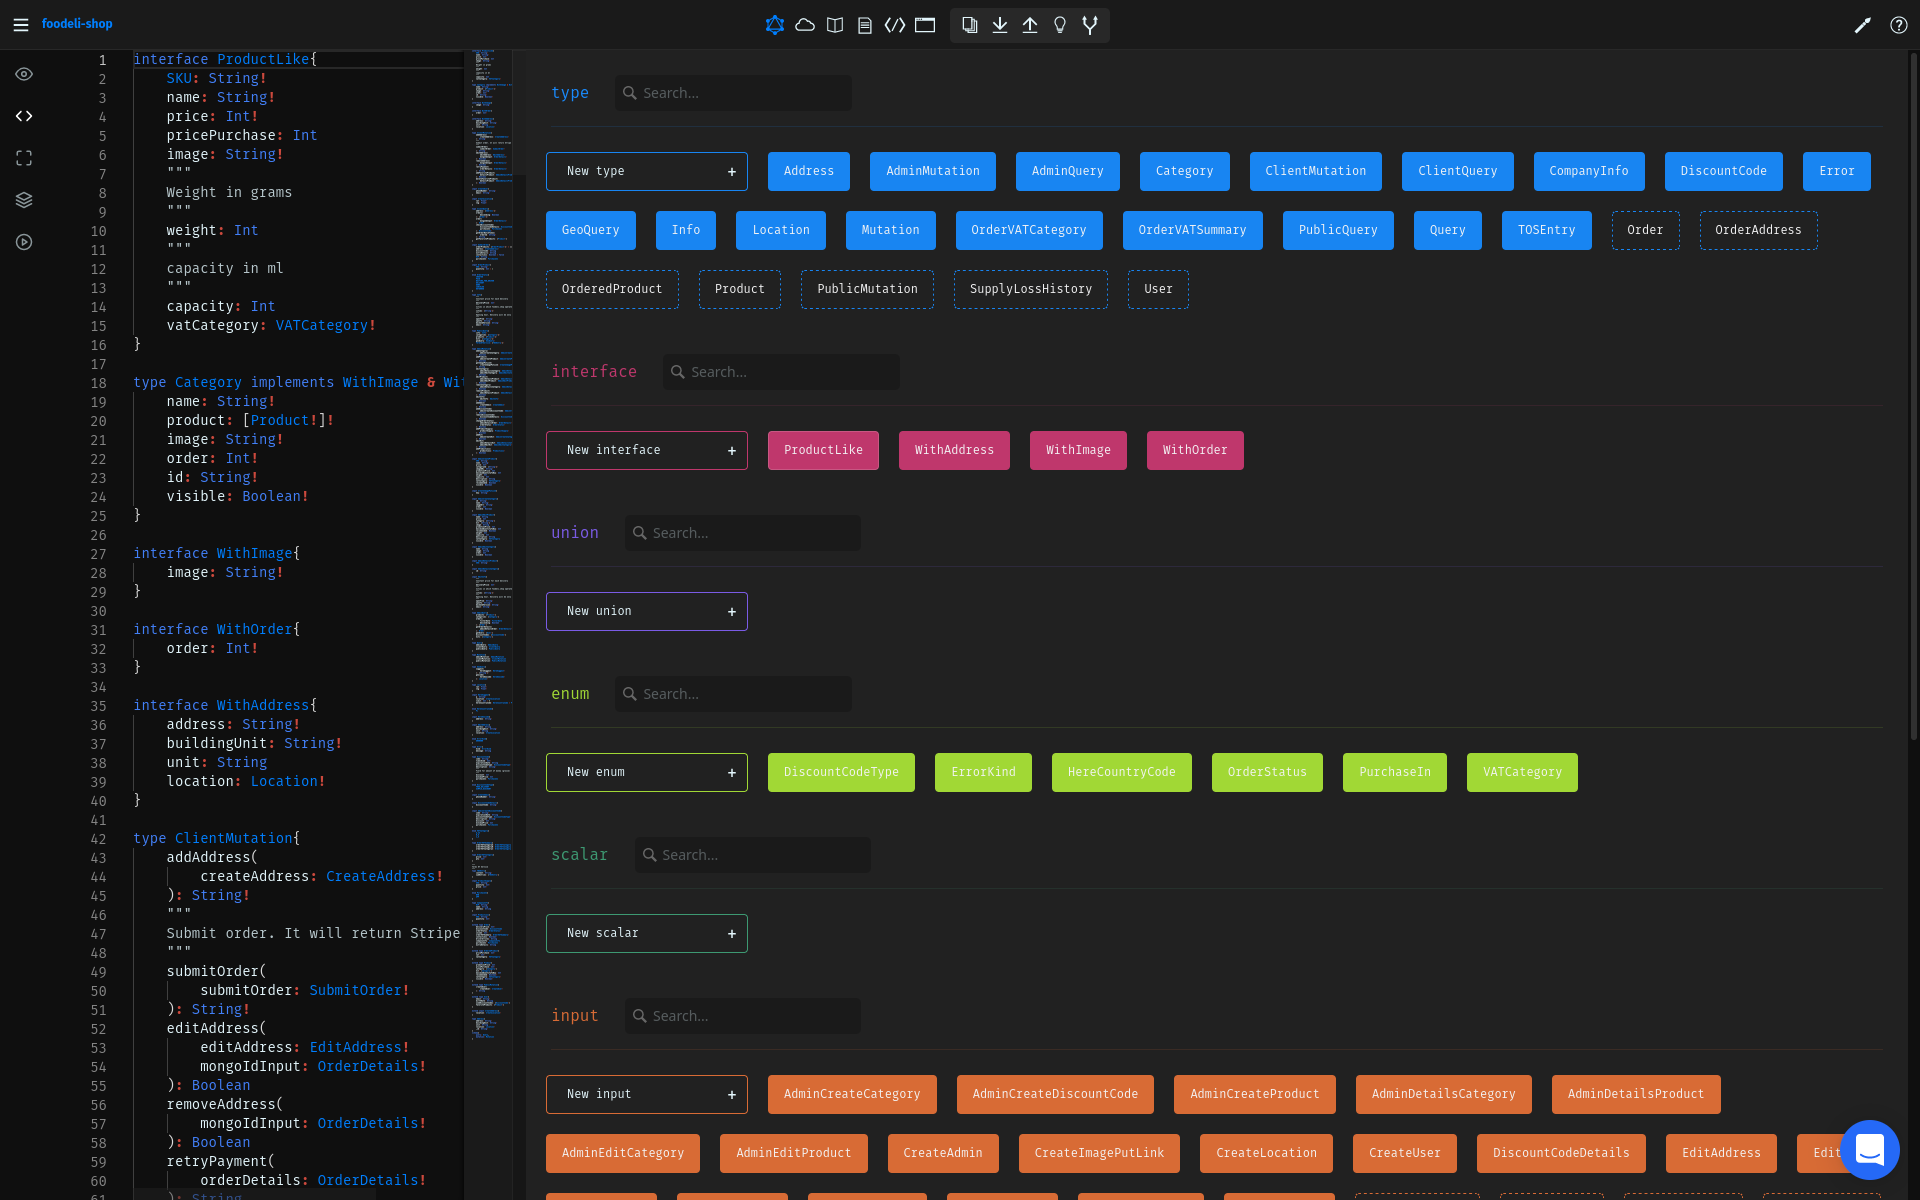 foodeli-shop
1 interface ProductLike{
2 SKU: String!
3 name: String!
4 price: Int!
5 pricePurchase: Int
6 image: String!
7 """
8 Weight in grams
9 """
10 weight: Int
11 """
12 capacity in ml
13 """
14 capacity: Int
15 vatCategory: VATCategory!
16 }
17
18 type Category implements WithImage & Wit
19 name: String!
20 product: [Product!]!
21 image: String!
22 order: Int!
23 id: String!
24 visible: Boolean!
25 }
26
27 interface WithImage{
28 image: String!
29 }
30
31 interface WithOrder{
32 order: Int!
33 }
34
35 interface WithAddress{
36 address: String!
37 buildingUnit: String!
38 unit: String
39 location: Location!
40 }
41
42 type ClientMutation{
43 addAddress(
44 createAddress: CreateAddress!
45 ): String!
46 """
47 Submit order. It will return Stripe
48 """
49 submitOrder(
50 submitOrder: SubmitOrder!
51 ): String!
52 editAddress(
53 editAddress: EditAddress!
54 mongoIdInput: OrderDetails!
55 ): Boolean
56 removeAddress(
57 mongoIdInput: OrderDetails!
58 ): Boolean
59 retryPayment(
60 orderDetails: OrderDetails!
61 ): String
type Search...
New type + Address AdminMutation AdminQuery Category ClientMutation ClientQuery CompanyInfo DiscountCode Error
GeoQuery Info Location Mutation OrderVATCategory OrderVATSummary PublicQuery Query TOSEntry Order OrderAddress
OrderedProduct Product PublicMutation SupplyLossHistory User
interface Search...
New interface + ProductLike WithAddress WithImage WithOrder
union Search...
New union +
enum Search...
New enum + DiscountCodeType ErrorKind HereCountryCode OrderStatus PurchaseIn VATCategory
scalar Search...
New scalar +
input Search...
New input + AdminCreateCategory AdminCreateDiscountCode AdminCreateProduct AdminDetailsCategory AdminDetailsProduct
AdminEditCategory AdminEditProduct CreateAdmin CreateImagePutLink CreateLocation CreateUser DiscountCodeDetails EditAddress Edit